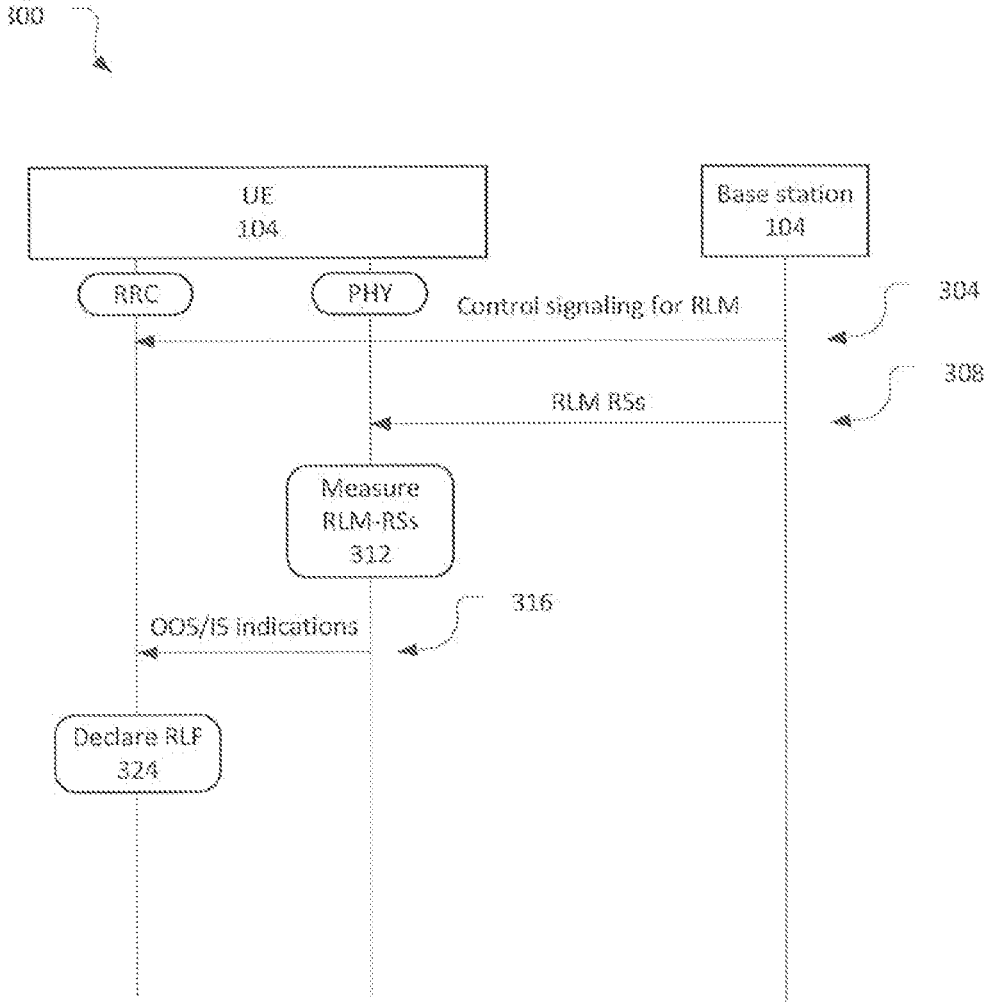 300
UE
104
Base station
104
RRC
PHY
Control signaling for RLM
304
RLM RSs
308
Measure
RLM-RSs
312
OOS/IS indications
316
Declare RLF
324